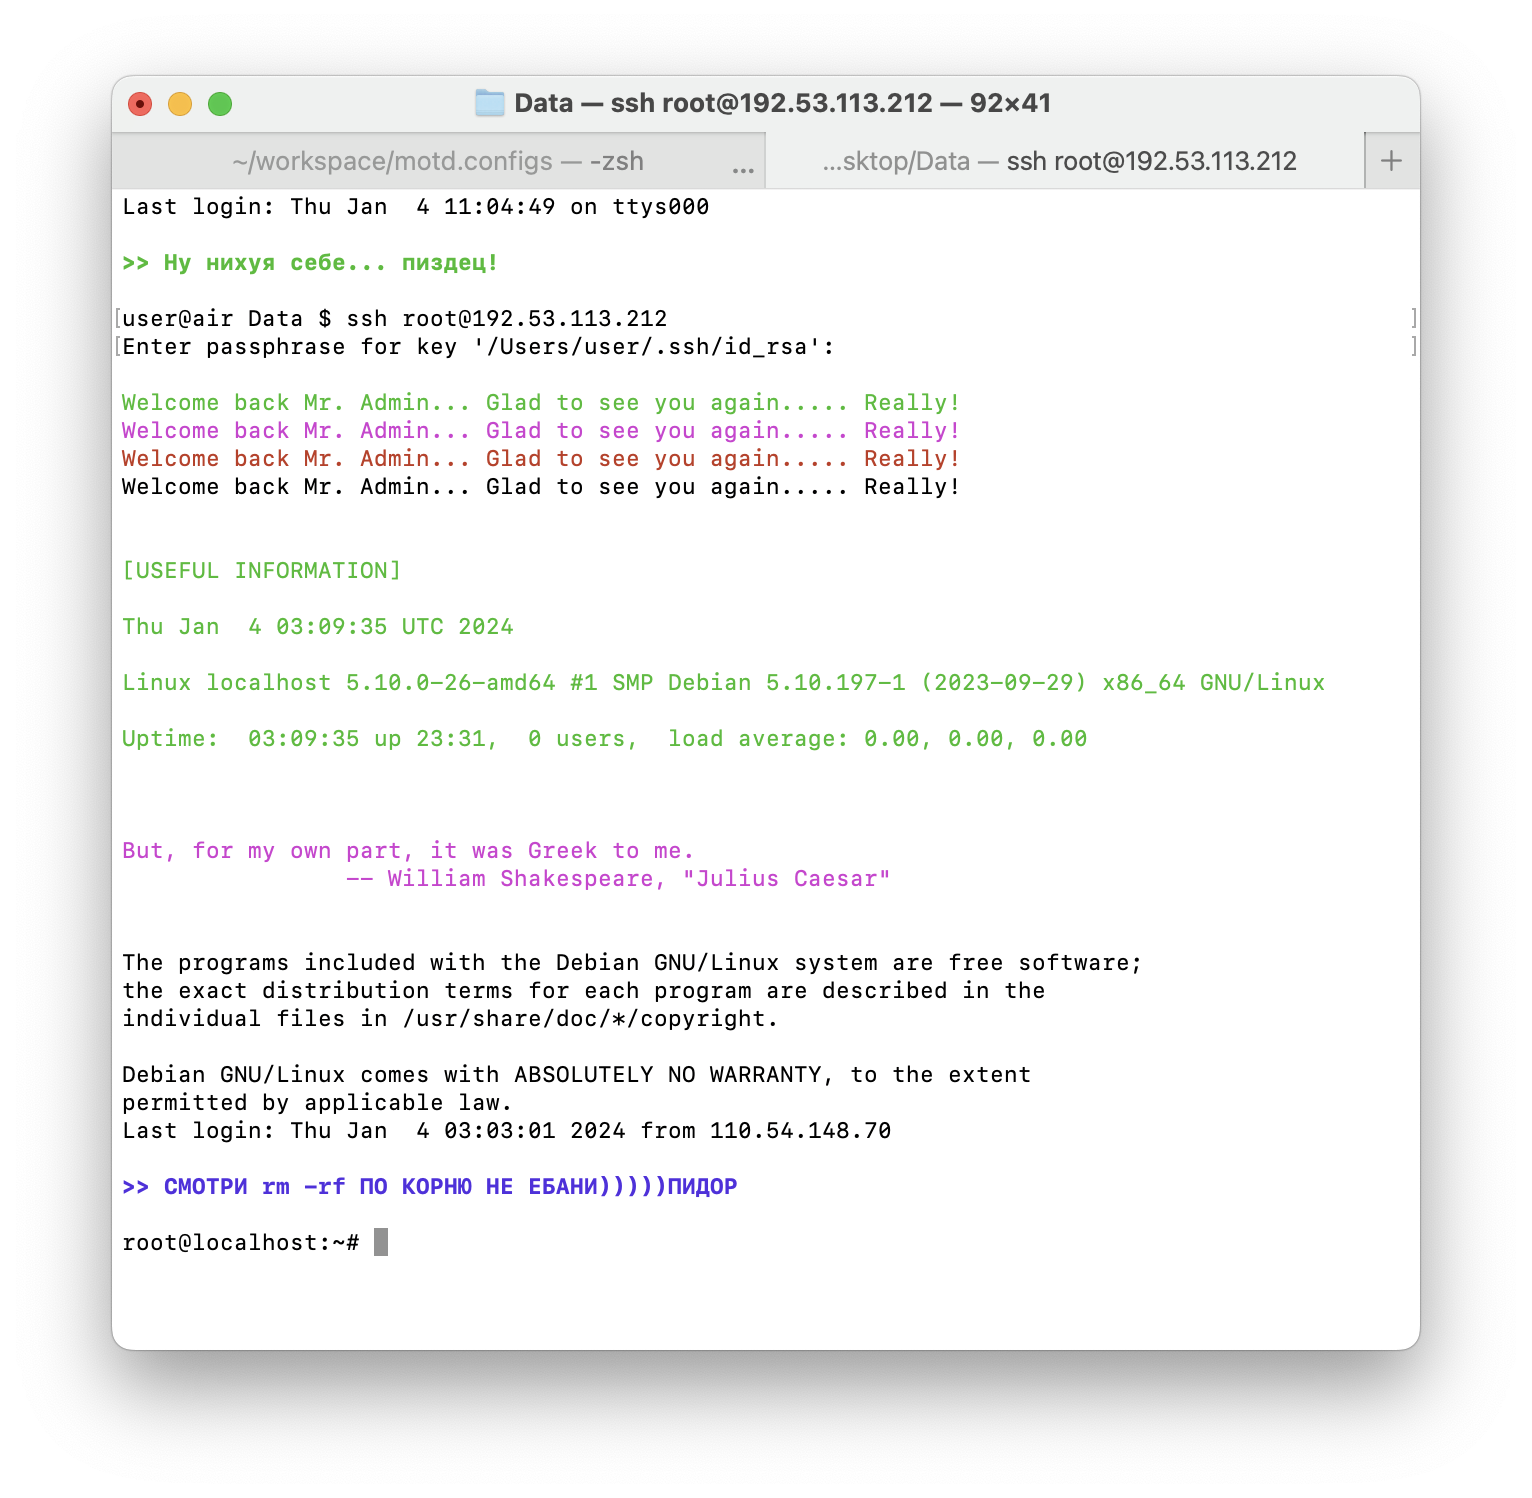 Data — ssh root@192.53.113.212 — 92×41
~/workspace/motd.configs — -zsh ...
...sktop/Data — ssh root@192.53.113.212 +
Last login: Thu Jan  4 11:04:49 on ttys000
>> Ну нихуя себе... пиздец!
[user@air Data $ ssh root@192.53.113.212 ]
[Enter passphrase for key '/Users/user/.ssh/id_rsa': ]
Welcome back Mr. Admin... Glad to see you again..... Really!
Welcome back Mr. Admin... Glad to see you again..... Really!
Welcome back Mr. Admin... Glad to see you again..... Really!
Welcome back Mr. Admin... Glad to see you again..... Really!
[USEFUL INFORMATION]
Thu Jan  4 03:09:35 UTC 2024
Linux localhost 5.10.0-26-amd64 #1 SMP Debian 5.10.197-1 (2023-09-29) x86_64 GNU/Linux
Uptime:  03:09:35 up 23:31,  0 users,  load average: 0.00, 0.00, 0.00
But, for my own part, it was Greek to me.
-- William Shakespeare, "Julius Caesar"
The programs included with the Debian GNU/Linux system are free software;
the exact distribution terms for each program are described in the
individual files in /usr/share/doc/*/copyright.
Debian GNU/Linux comes with ABSOLUTELY NO WARRANTY, to the extent
permitted by applicable law.
Last login: Thu Jan  4 03:03:01 2024 from 110.54.148.70
>> СМОТРИ rm -rf ПО КОРНЮ НЕ ЕБАНИ)))))ПИДОР
root@localhost:~#